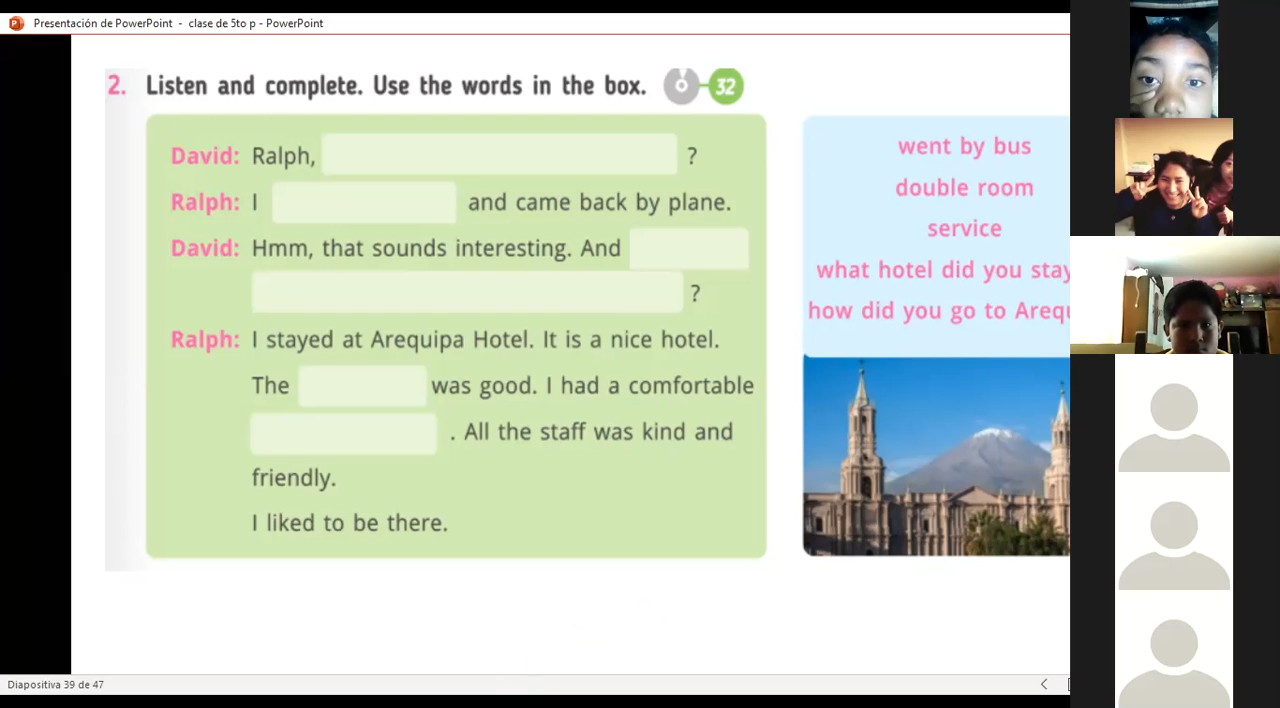 Presentación de PowerPoint - clase de 5to p - PowerPoint
2. Listen and complete. Use the words in the box. 32
David: Ralph, ?
Ralph: I and came back by plane.
David: Hmm, that sounds interesting. And
?
Ralph: I stayed at Arequipa Hotel. It is a nice hotel.
The was good. I had a comfortable
. All the staff was kind and
friendly.
I liked to be there.
went by bus
double room
service
what hotel did you stay
how did you go to
Diapositiva 39 de 47